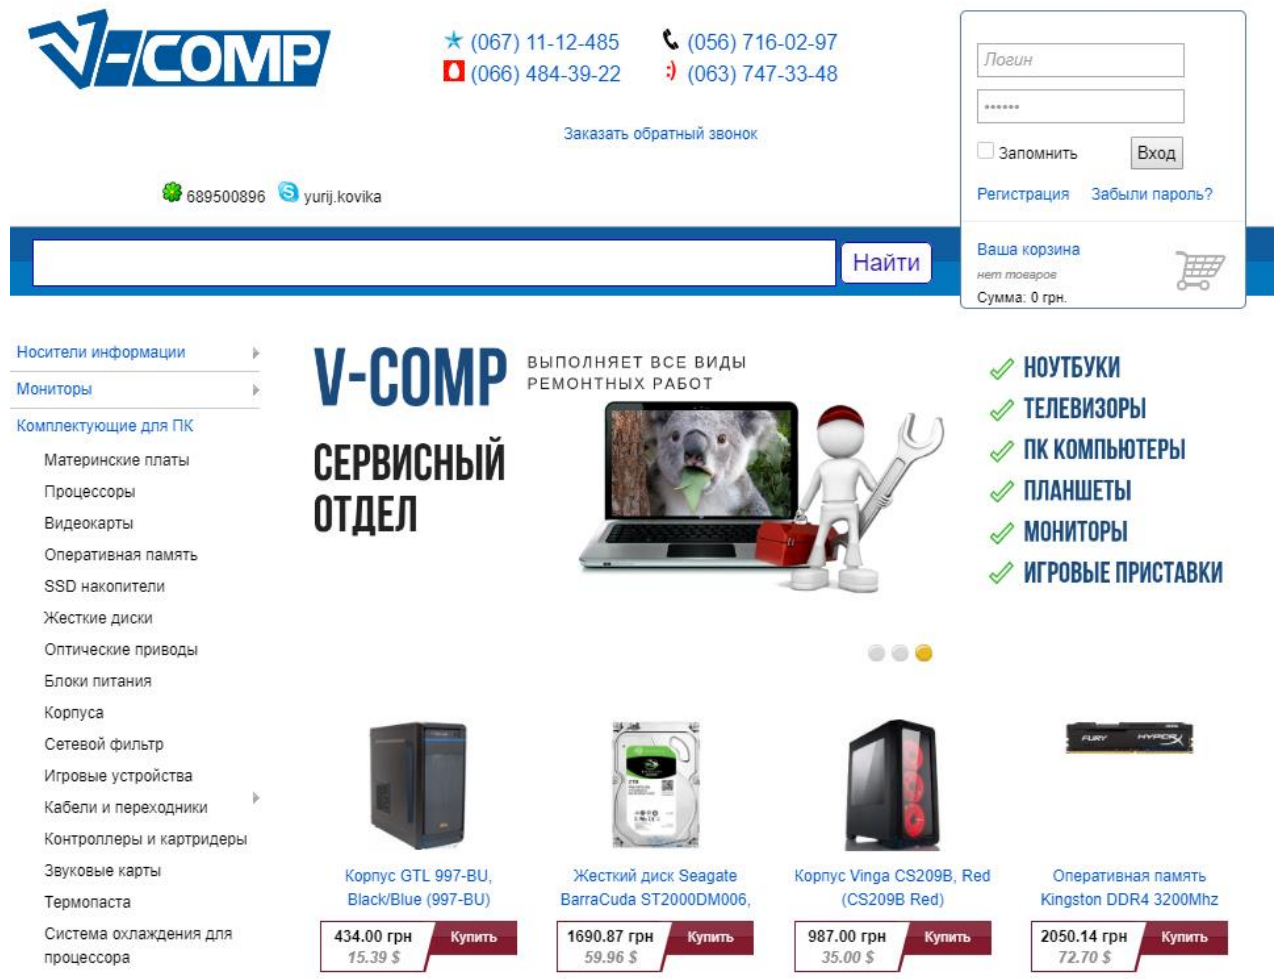 V-COMP
(067) 11-12-485
(056) 716-02-97
(066) 484-39-22
(063) 747-33-48
Заказать обратный звонок
689500896
yurij.kovika
Логин
••••••
Запомнить
Вход
Регистрация
Забыли пароль?
Найти
Ваша корзина
нет товаров
Сумма: 0 грн.
Носители информации
Мониторы
Комплектующие для ПК
Материнские платы
Процессоры
Видеокарты
Оперативная память
SSD накопители
Жесткие диски
Оптические приводы
Блоки питания
Корпуса
Сетевой фильтр
Игровые устройства
Кабели и переходники
Контроллеры и картридеры
Звуковые карты
Термопаста
Система охлаждения для
процессора
V-COMP
ВЫПОЛНЯЕТ ВСЕ ВИДЫ
РЕМОНТНЫХ РАБОТ
СЕРВИСНЫЙ
ОТДЕЛ
НОУТБУКИ
ТЕЛЕВИЗОРЫ
ПК КОМПЬЮТЕРЫ
ПЛАНШЕТЫ
МОНИТОРЫ
ИГРОВЫЕ ПРИСТАВКИ
FURY
HYPERX
Корпус GTL 997-BU,
Black/Blue (997-BU)
434.00 грн
15.39 $
Купить
Жесткий диск Seagate
BarraCuda ST2000DM006,
1690.87 грн
59.96 $
Купить
Корпус Vinga CS209B, Red
(CS209B Red)
987.00 грн
35.00 $
Купить
Оперативная память
Kingston DDR4 3200Mhz
2050.14 грн
72.70 $
Купить